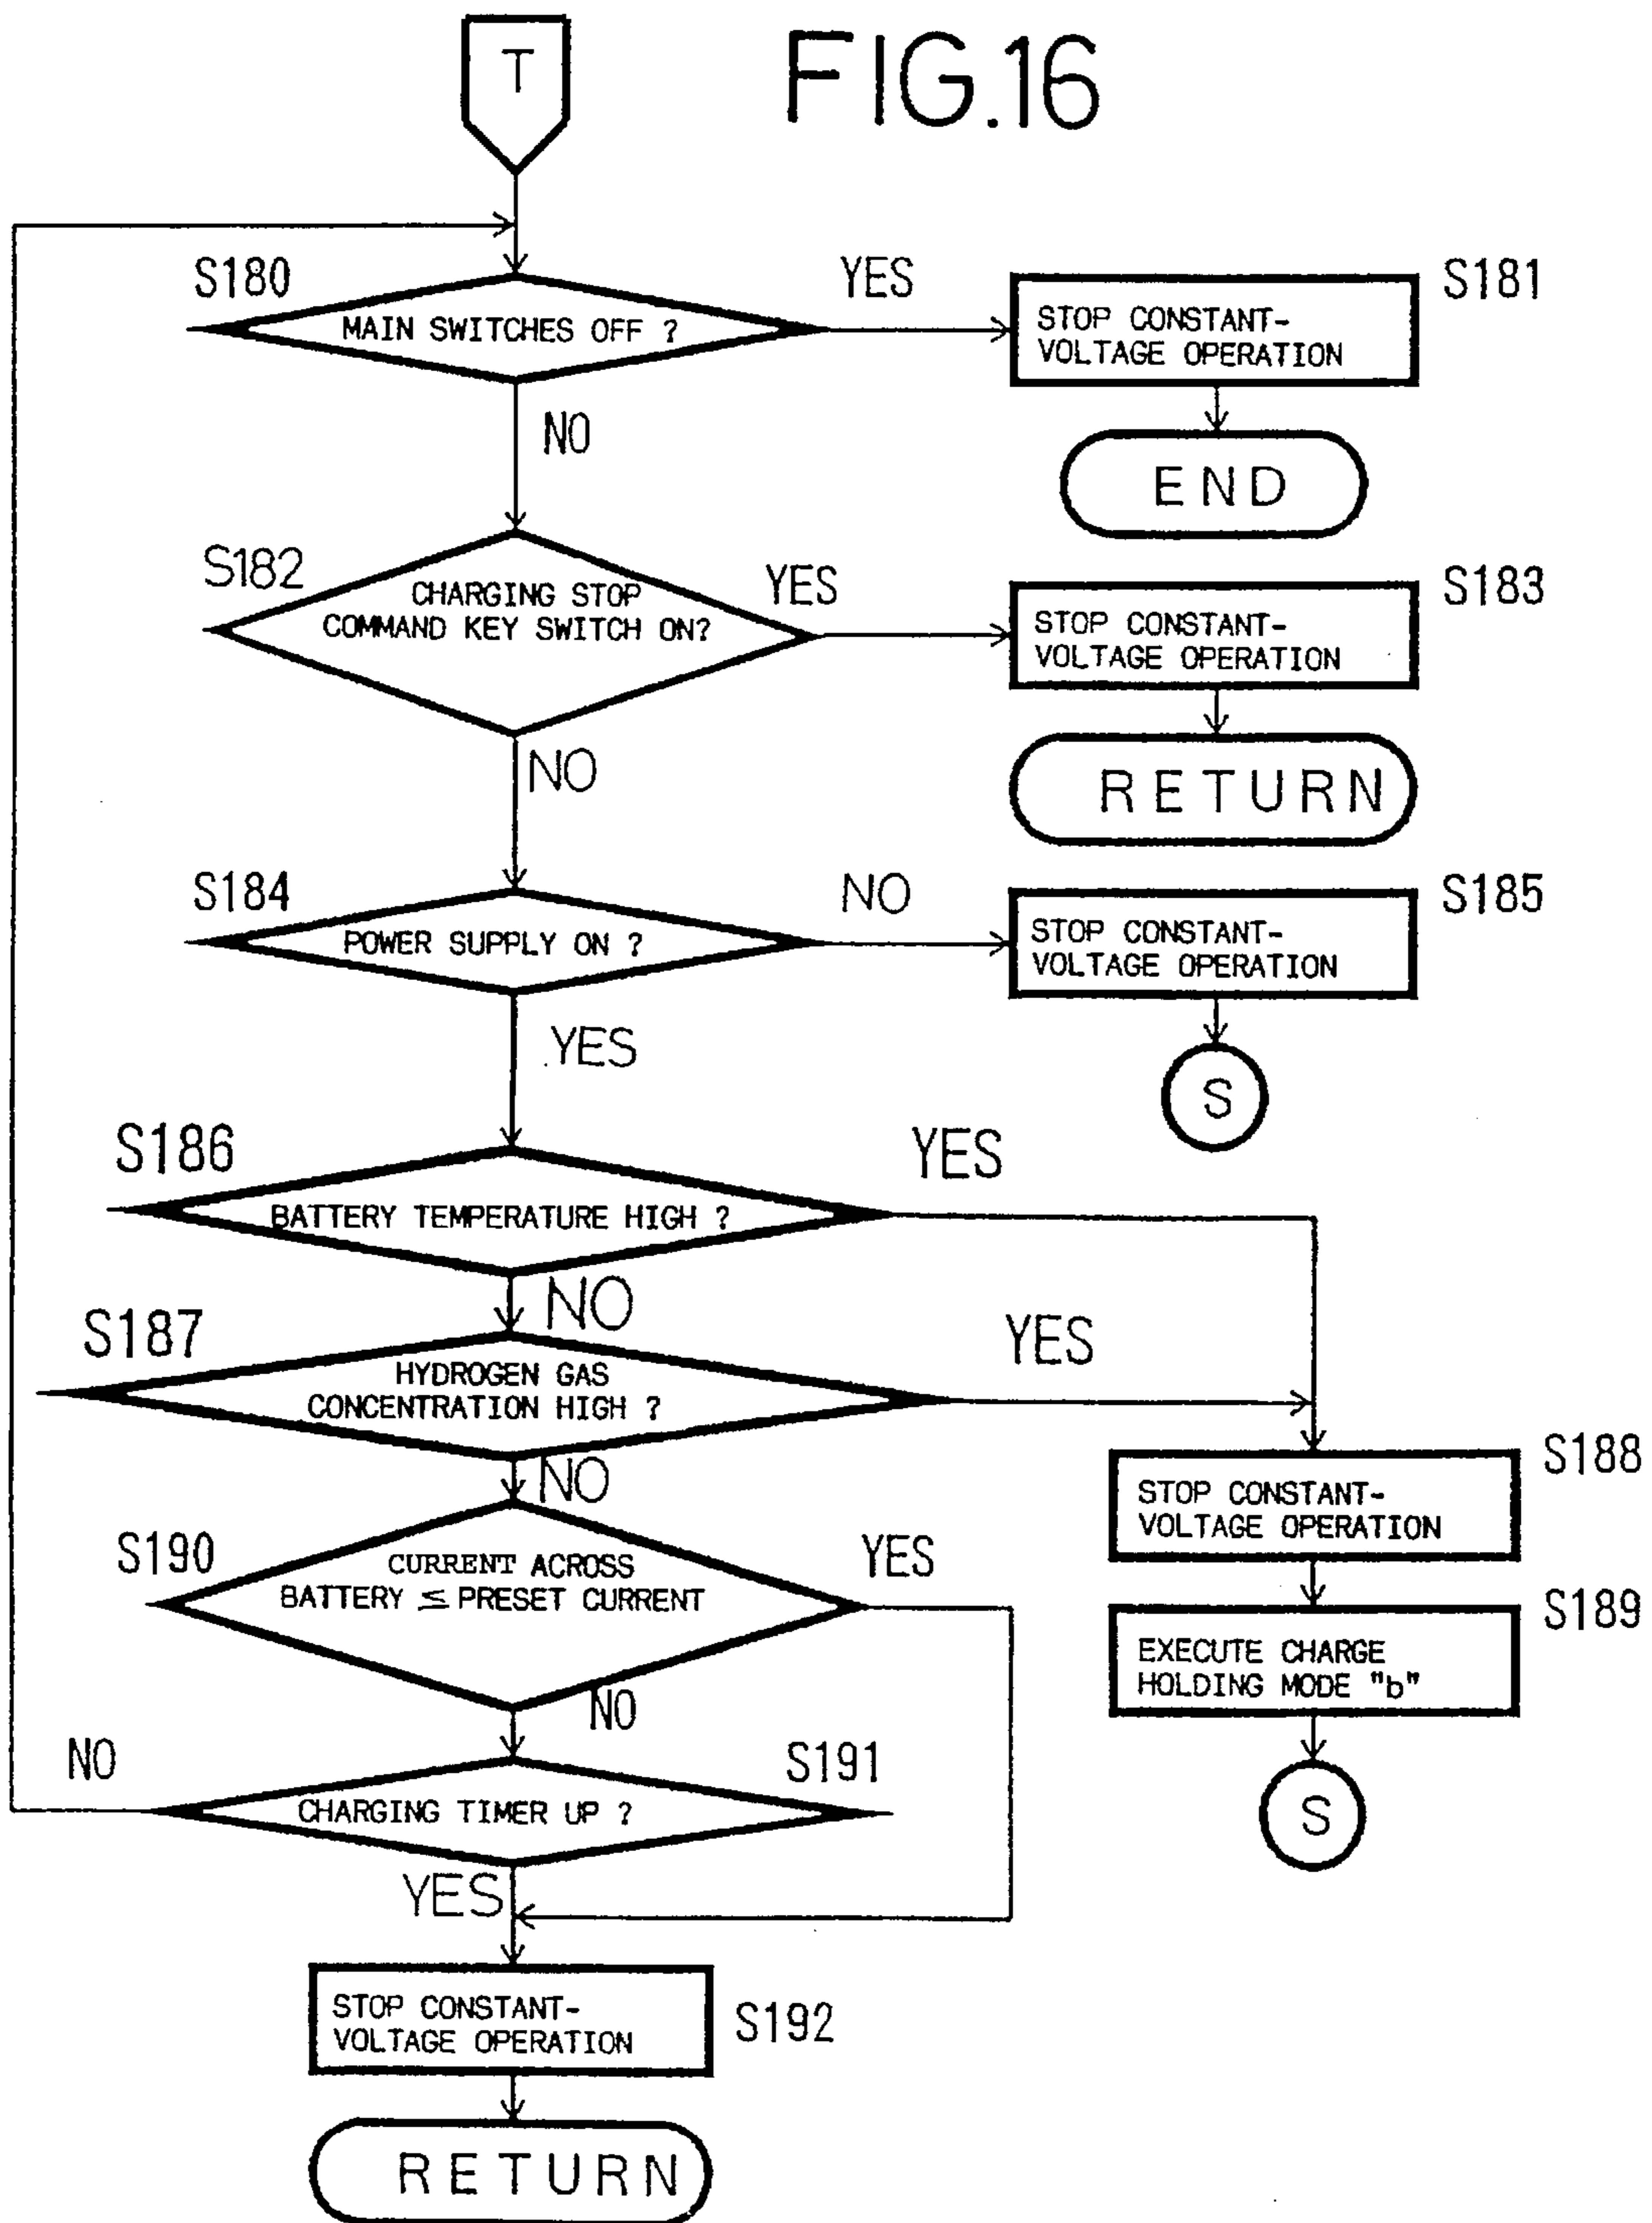 T
FIG.16
S180
MAIN SWITCHES OFF ?
YES
S181
STOP CONSTANT-
VOLTAGE OPERATION
NO
END
S182
CHARGING STOP
COMMAND KEY SWITCH ON?
YES
S183
STOP CONSTANT-
VOLTAGE OPERATION
NO
RETURN
S184
POWER SUPPLY ON ?
NO
S185
STOP CONSTANT-
VOLTAGE OPERATION
YES
S
S186
BATTERY TEMPERATURE HIGH ?
YES
NO
S187
HYDROGEN GAS
CONCENTRATION HIGH ?
YES
NO
S188
STOP CONSTANT-
VOLTAGE OPERATION
S190
CURRENT ACROSS
BATTERY ≦ PRESET CURRENT
YES
S189
EXECUTE CHARGE
HOLDING MODE "b"
NO
S
NO
S191
CHARGING TIMER UP ?
YES
STOP CONSTANT-
VOLTAGE OPERATION
S192
RETURN